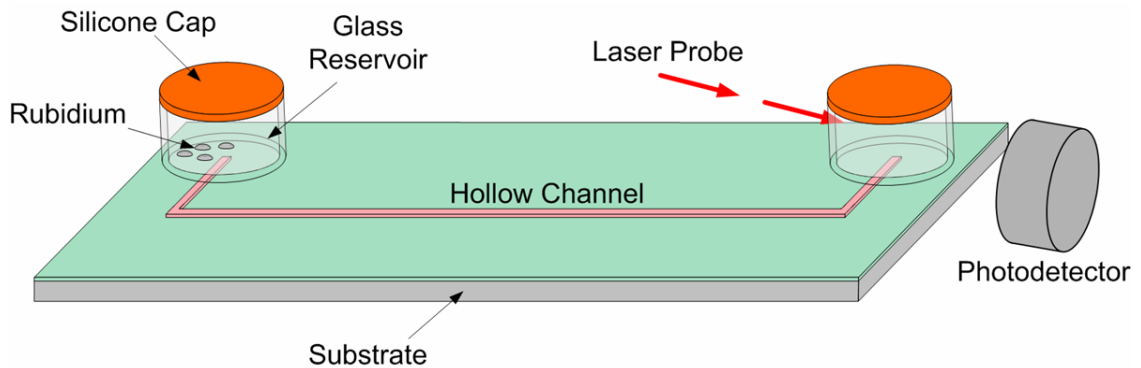 Silicone Cap
Glass
Reservoir
Laser Probe
Rubidium
Hollow Channel
Photodetector
Substrate